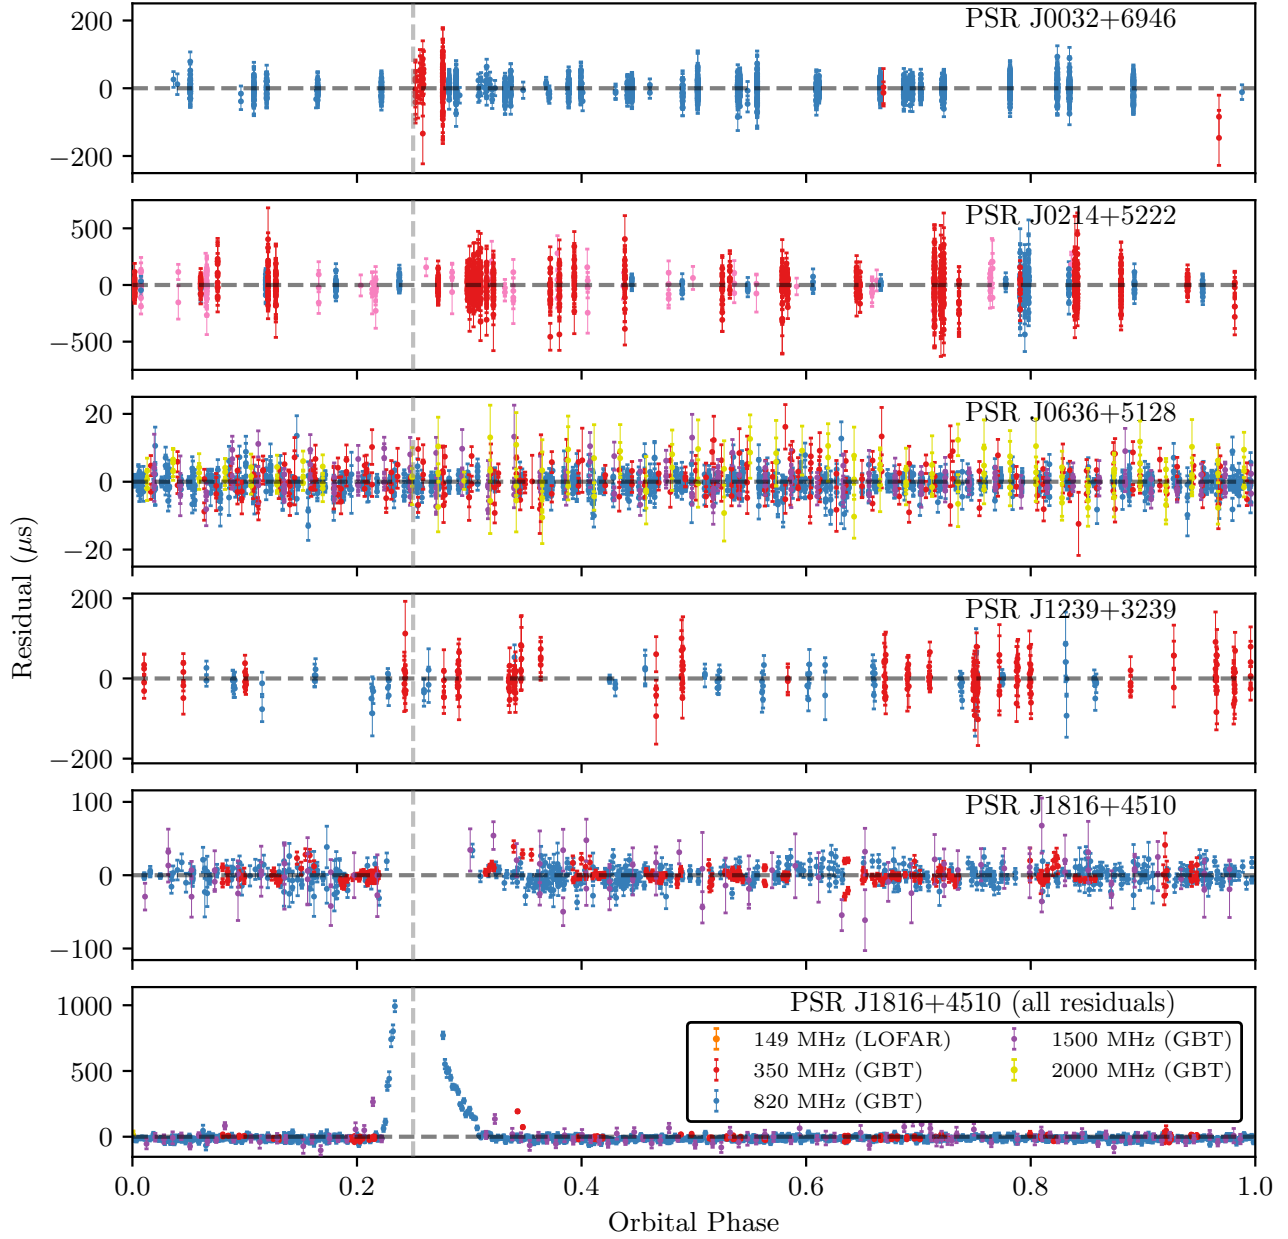 PSR J0032+6946
200
0
−200
PSR J0214+5222
500
0
−500
PSR J0636+5128
20
0
−20
PSR J1239+3239
200
0
−200
PSR J1816+4510
100
0
−100
PSR J1816+4510 (all residuals)
1000
500
0
149 MHz (LOFAR)
350 MHz (GBT)
820 MHz (GBT)
1500 MHz (GBT)
2000 MHz (GBT)
0.0 0.2 0.4 0.6 0.8 1.0
Orbital Phase
Residual (μs)